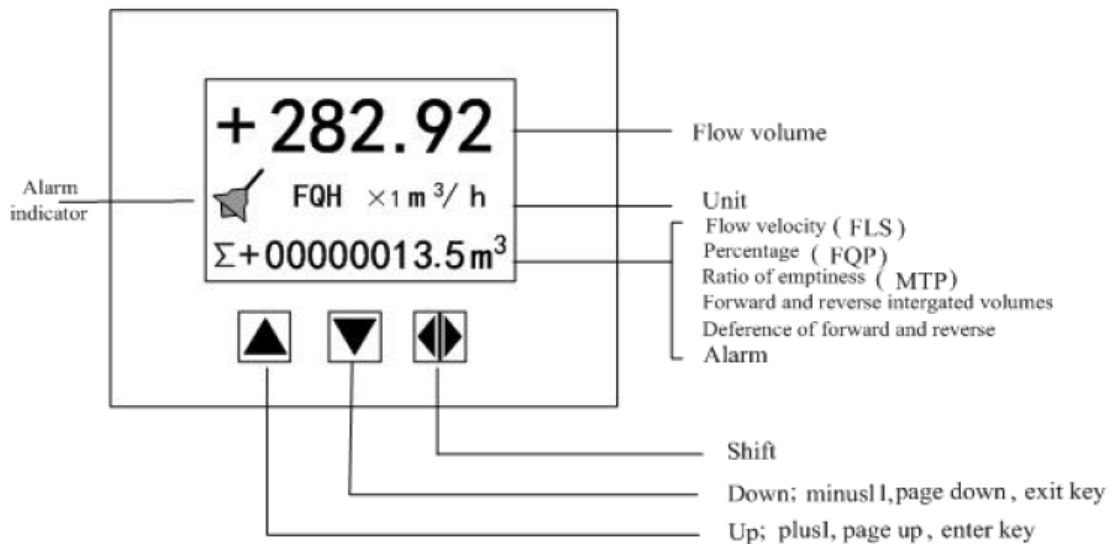 +282.92
Flow volume
Alarm
indicator
FQH ×1 m³/h
Unit
Σ+00000013.5m³
Flow velocity ( FLS )
Percentage ( FQP)
Ratio of emptiness ( MTP)
Forward and reverse intergated volumes
Deference of forward and reverse
Alarm
Shift
Down; minusl1,page down , exit key
Up; plus1, page up , enter key